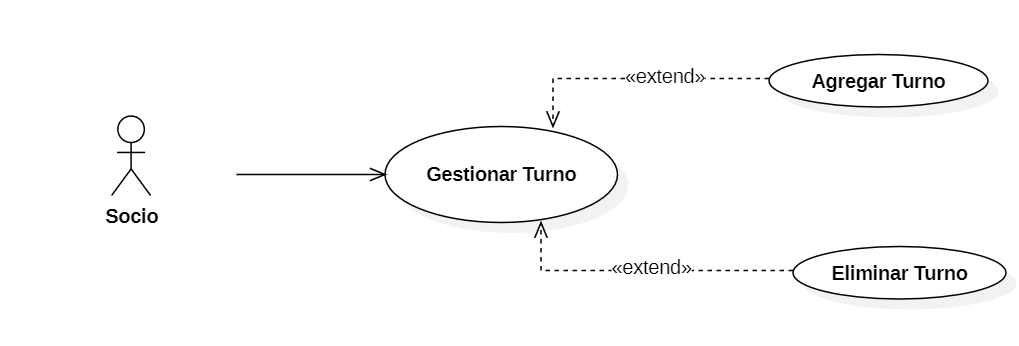 «extend»
Agregar Turno
Gestionar Turno
Socio
«extend»
Eliminar Turno